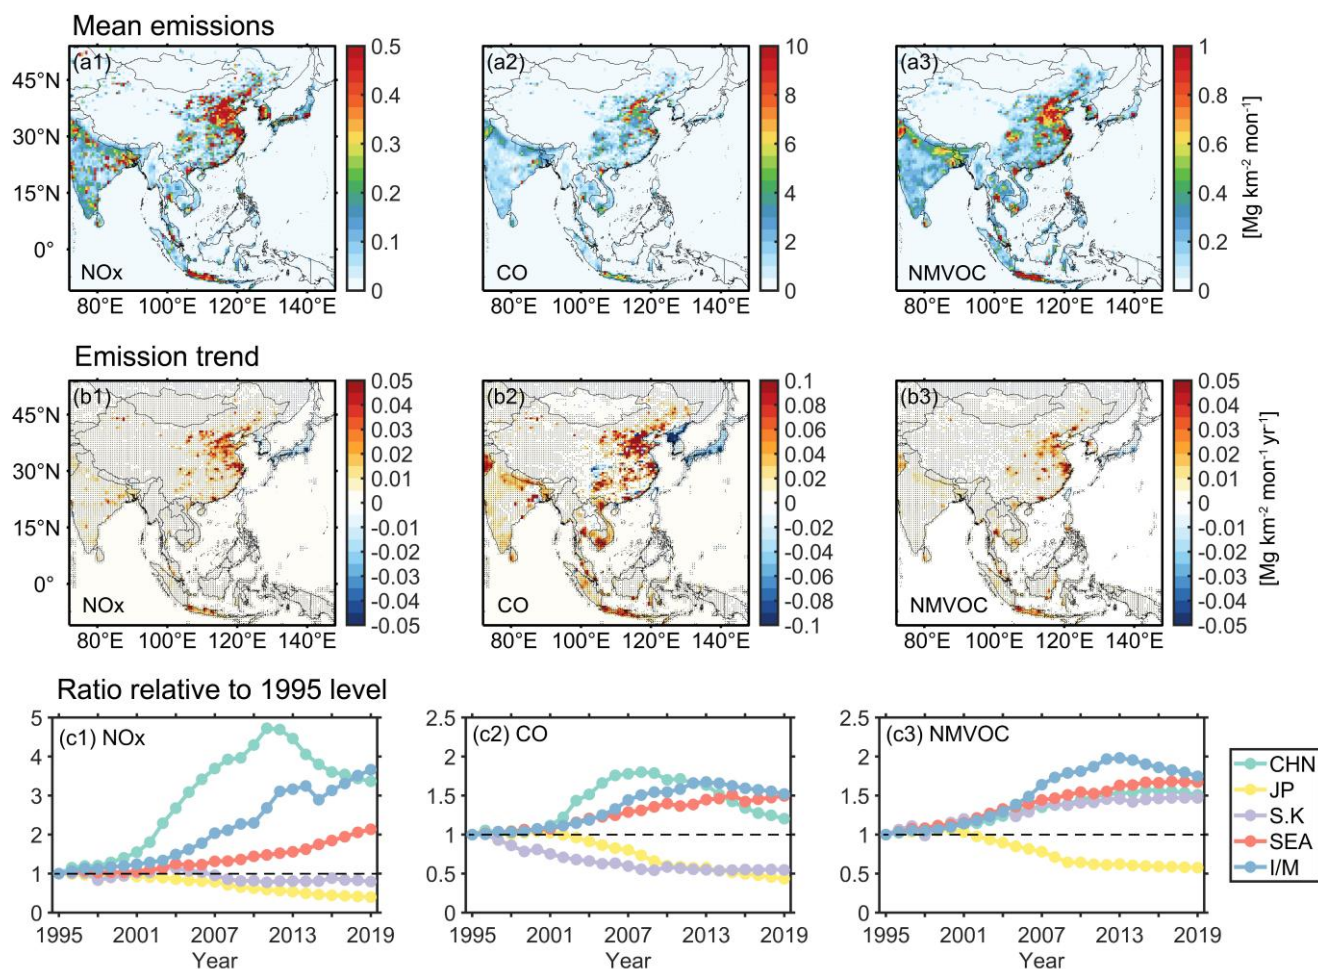 Mean emissions
(a1)
(a2)
(a3)
45°N
30°N
15°N
0°
NOx
CO
NMVOC
0.5
0.4
0.3
0.2
0.1
0
10
8
6
4
2
0
1
0.8
0.6
0.4
0.2
0
[Mg km⁻² mon⁻¹]
80°E 100°E 120°E 140°E
80°E 100°E 120°E 140°E
80°E 100°E 120°E 140°E
Emission trend
(b1)
(b2)
(b3)
45°N
30°N
15°N
0°
NOx
CO
NMVOC
0.05
0.04
0.03
0.02
0.01
0
-0.01
-0.02
-0.03
-0.04
-0.05
0.1
0.08
0.06
0.04
0.02
0
-0.02
-0.04
-0.06
-0.08
-0.1
0.05
0.04
0.03
0.02
0.01
0
-0.01
-0.02
-0.03
-0.04
-0.05
[Mg km⁻² mon⁻¹ yr⁻¹]
80°E 100°E 120°E 140°E
80°E 100°E 120°E 140°E
80°E 100°E 120°E 140°E
Ratio relative to 1995 level
(c1) NOx
5
4
3
2
1
0
1995 2001 2007 2013 2019
Year
(c2) CO
2.5
2
1.5
1
0.5
0
1995 2001 2007 2013 2019
Year
(c3) NMVOC
2.5
2
1.5
1
0.5
0
1995 2001 2007 2013 2019
Year
CHN
JP
S.K
SEA
I/M